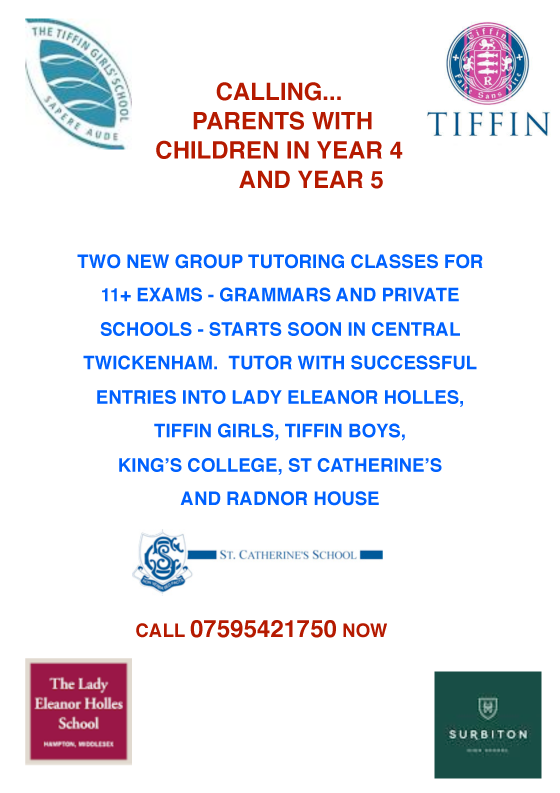 THE TIFFIN GIRLS' SCHOOL
SAPERE AUDE
Faire Sans Dire
TIFFIN
CALLING...
PARENTS WITH
CHILDREN IN YEAR 4
AND YEAR 5
TWO NEW GROUP TUTORING CLASSES FOR
11+ EXAMS - GRAMMARS AND PRIVATE
SCHOOLS - STARTS SOON IN CENTRAL
TWICKENHAM. TUTOR WITH SUCCESSFUL
ENTRIES INTO LADY ELEANOR HOLLES,
TIFFIN GIRLS, TIFFIN BOYS,
KING’S COLLEGE, ST CATHERINE’S
AND RADNOR HOUSE
ST. CATHERINE'S SCHOOL
CALL 07595421750 NOW
The Lady
Eleanor Holles
School
HAMPTON, MIDDLESEX
SURBITON
HIGH SCHOOL